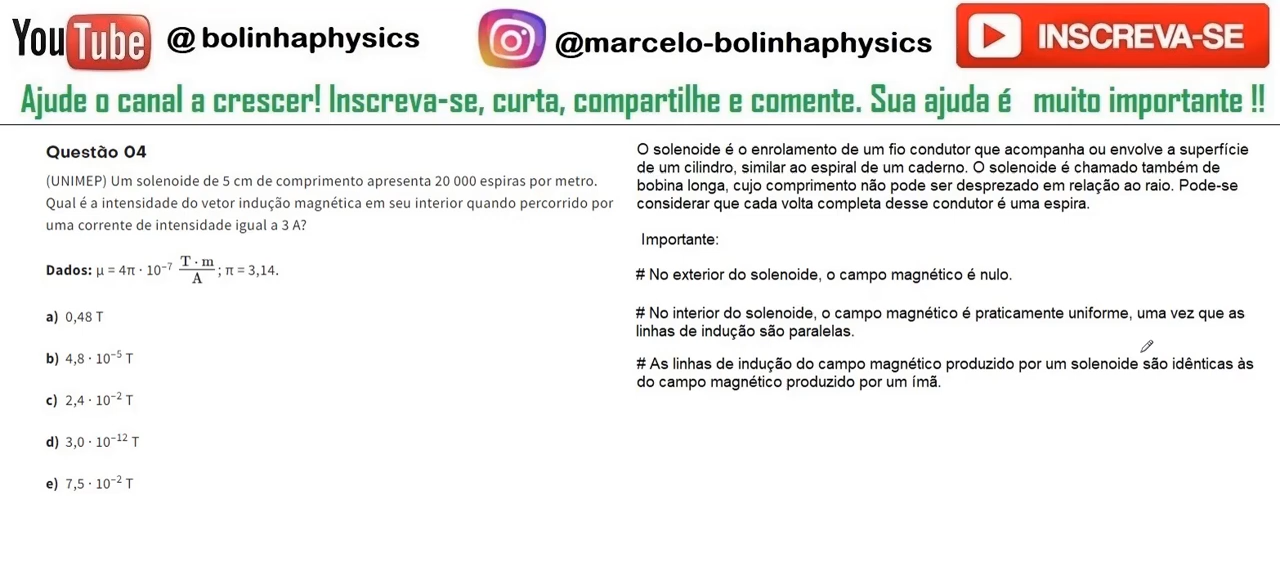 YouTube @bolinhaphysics @marcelo-bolinhaphysics INSCREVA-SE
Ajude o canal a crescer! Inscreva-se, curta, compartilhe e comente. Sua ajuda é muito importante !!
Questão 04
(UNIMEP) Um solenoide de 5 cm de comprimento apresenta 20 000 espiras por metro.
Qual é a intensidade do vetor indução magnética em seu interior quando percorrido por
uma corrente de intensidade igual a 3 A?
Dados: μ = 4π · 10⁻⁷ T · m / A ; π = 3,14.
a) 0,48 T
b) 4,8 · 10⁻⁵ T
c) 2,4 · 10⁻² T
d) 3,0 · 10⁻¹² T
e) 7,5 · 10⁻² T
O solenoide é o enrolamento de um fio condutor que acompanha ou envolve a superfície
de um cilindro, similar ao espiral de um caderno. O solenoide é chamado também de
bobina longa, cujo comprimento não pode ser desprezado em relação ao raio. Pode-se
considerar que cada volta completa desse condutor é uma espira.
Importante:
# No exterior do solenoide, o campo magnético é nulo.
# No interior do solenoide, o campo magnético é praticamente uniforme, uma vez que as
linhas de indução são paralelas.
# As linhas de indução do campo magnético produzido por um solenoide são idênticas às
do campo magnético produzido por um ímã.